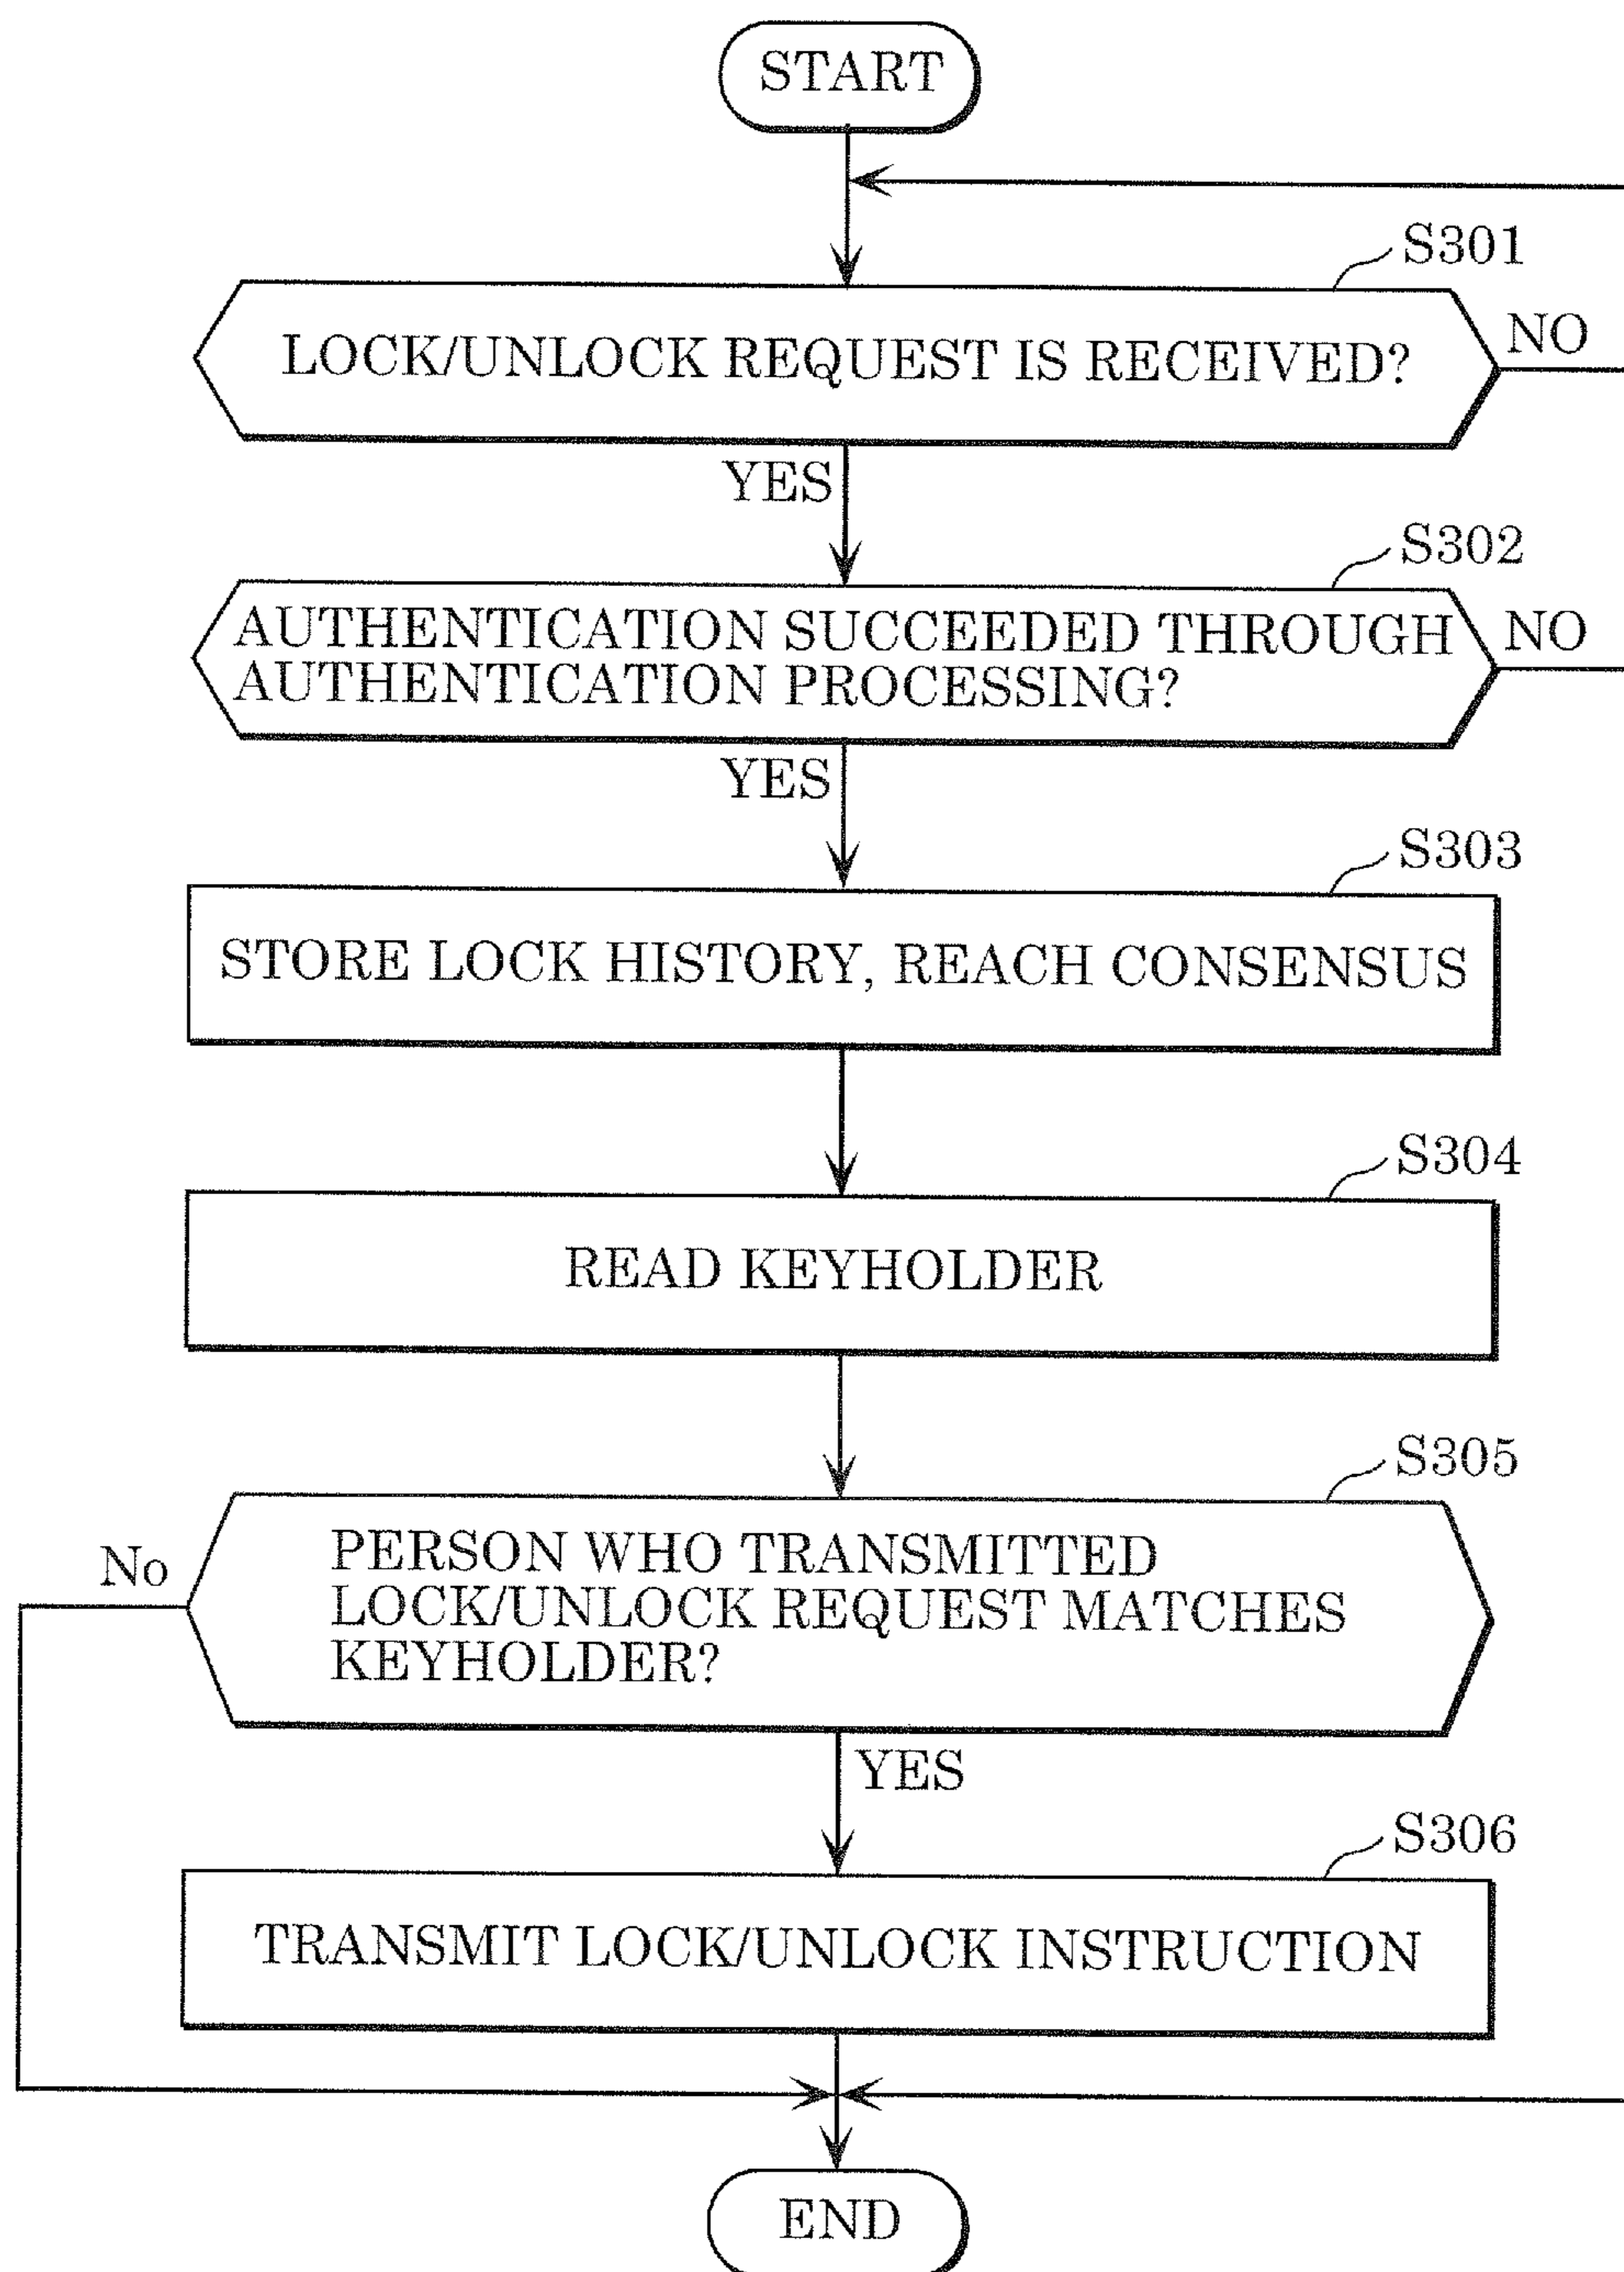 START
S301
LOCK/UNLOCK REQUEST IS RECEIVED?
NO
YES
S302
AUTHENTICATION SUCCEEDED THROUGH
AUTHENTICATION PROCESSING?
NO
YES
S303
STORE LOCK HISTORY, REACH CONSENSUS
S304
READ KEYHOLDER
S305
No
PERSON WHO TRANSMITTED
LOCK/UNLOCK REQUEST MATCHES
KEYHOLDER?
YES
S306
TRANSMIT LOCK/UNLOCK INSTRUCTION
END